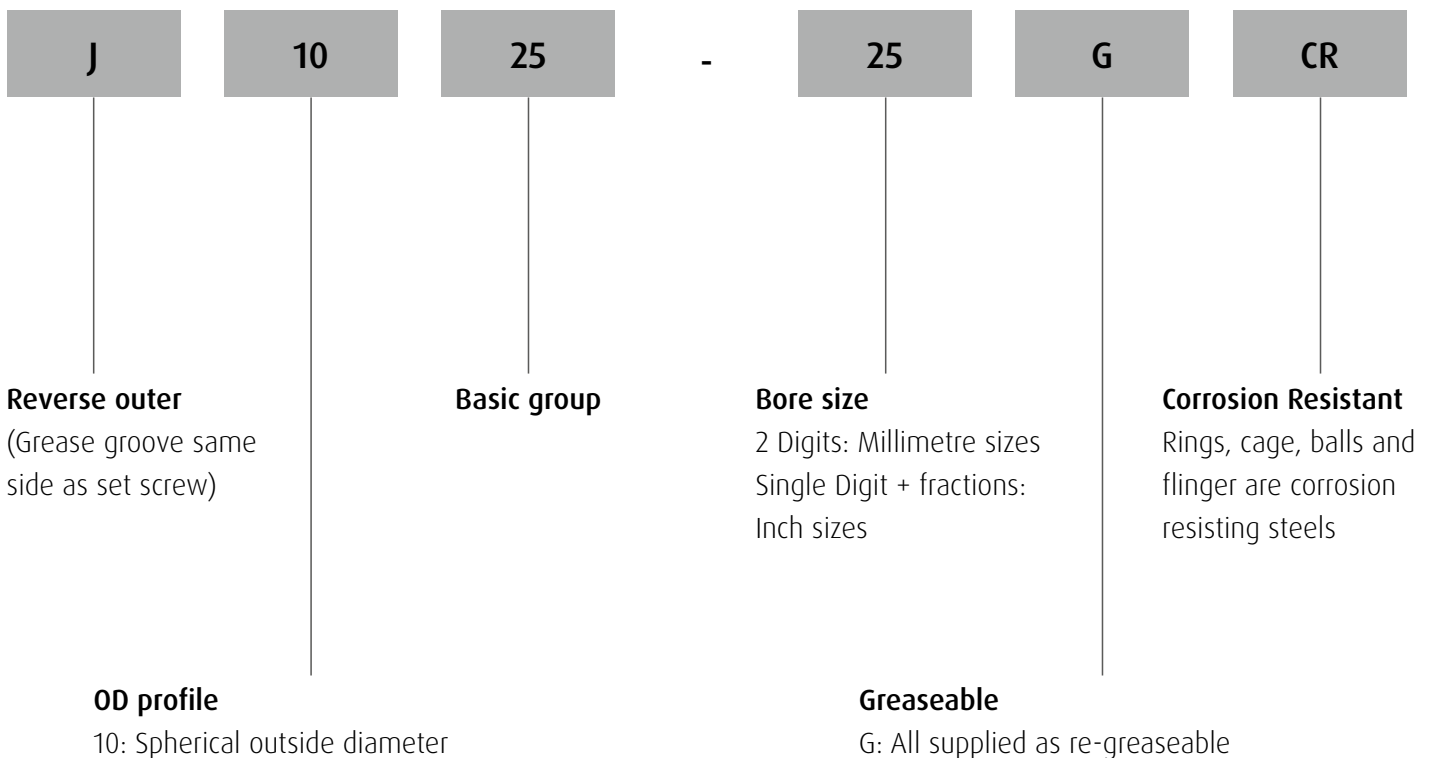 J 10 25 - 25 G CR
Reverse outer
(Grease groove same
side as set screw)
Basic group
Bore size
2 Digits: Millimetre sizes
Single Digit + fractions:
Inch sizes
Corrosion Resistant
Rings, cage, balls and
flinger are corrosion
resisting steels
OD profile
10: Spherical outside diameter
Greaseable
G: All supplied as re-greaseable